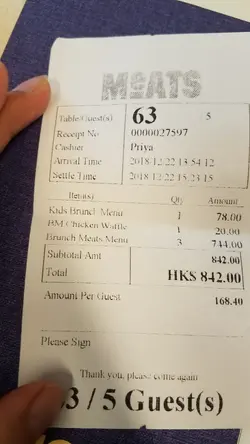 MEATS
Table/Guest(s) 63 5
Receipt No 0000027597
Cashier Priya
Arrival Time 2018-12-22 13:54:12
Settle Time 2018-12-22 15:23:15
Item(s) Qty Amount
Kids Brunch Menu 1 78.00
BM Chicken Waffle 1 20.00
Brunch Meats Menu 3 744.00
Subtotal Amt 842.00
Total HK$ 842.00
Amount Per Guest 168.40
Please Sign
Thank you, please come again
63 / 5 Guest(s)